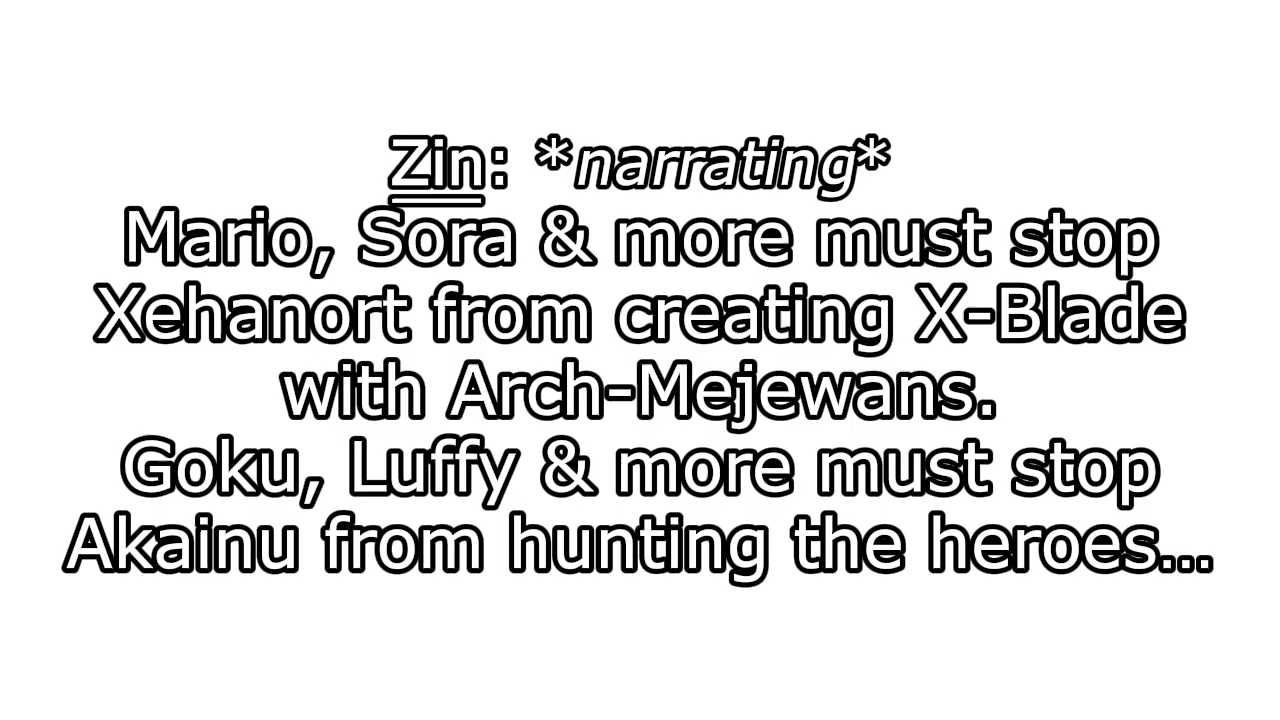 Zin: *narrating*
Mario, Sora & more must stop
Xehanort from creating X-Blade
with Arch-Mejewans.
Goku, Luffy & more must stop
Akainu from hunting the heroes...